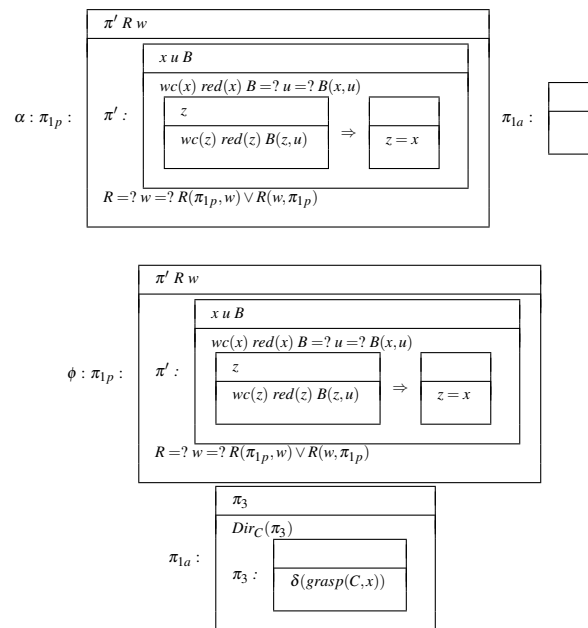 π′ R w
x u B
wc(x) red(x) B =? u =? B(x,u)
α : π1p : π′ : z π1a :
wc(z) red(z) B(z,u) ⇒ z = x
R =? w =? R(π1p,w) ∨ R(w,π1p)
π′ R w
x u B
wc(x) red(x) B =? u =? B(x,u)
ϕ : π1p : π′ : z
wc(z) red(z) B(z,u) ⇒ z = x
R =? w =? R(π1p,w) ∨ R(w,π1p)
π3
DirC(π3)
π1a :
π3 : δ(grasp(C,x))